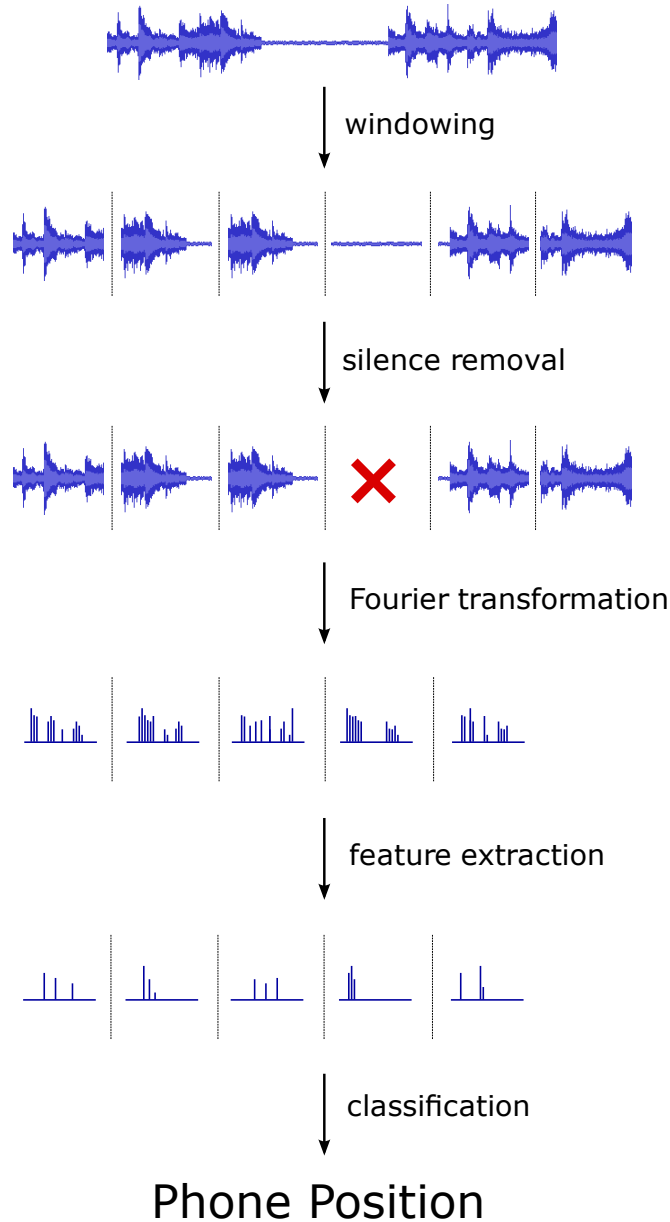 windowing
silence removal
Fourier transformation
feature extraction
classification
Phone Position